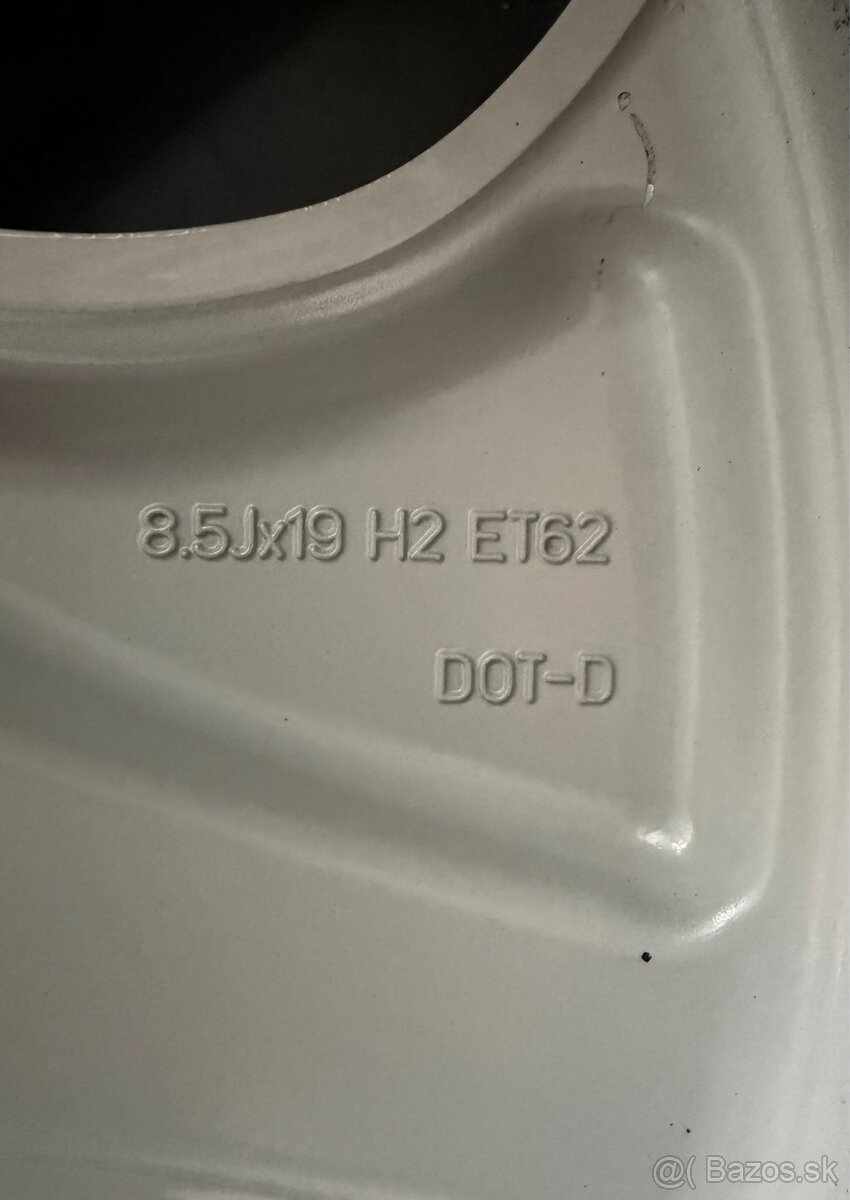 8.5Jx19 H2 ET62
DOT-D
@( Bazos.sk